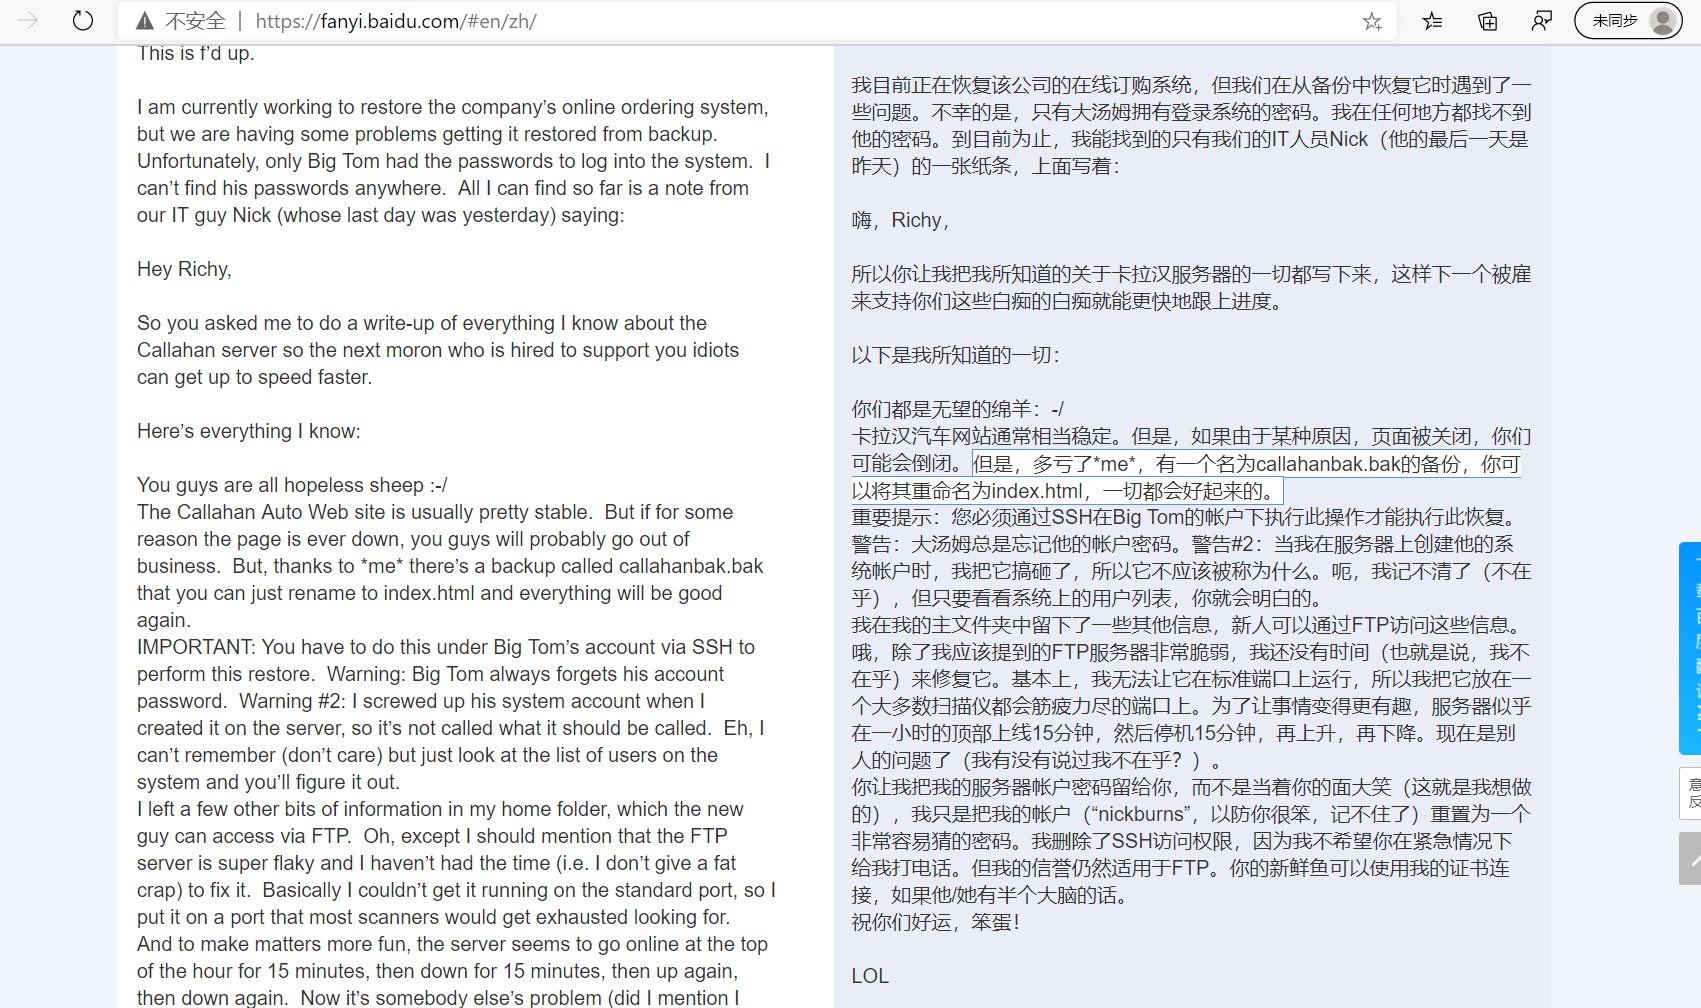 不安全 | https://fanyi.baidu.com/#en/zh/
未同步
This is f'd up.
I am currently working to restore the company's online ordering system,
but we are having some problems getting it restored from backup.
Unfortunately, only Big Tom had the passwords to log into the system.  I
can't find his passwords anywhere.  All I can find so far is a note from
our IT guy Nick (whose last day was yesterday) saying:
Hey Richy,
So you asked me to do a write-up of everything I know about the
Callahan server so the next moron who is hired to support you idiots
can get up to speed faster.
Here's everything I know:
You guys are all hopeless sheep :-/
The Callahan Auto Web site is usually pretty stable.  But if for some
reason the page is ever down, you guys will probably go out of
business.  But, thanks to *me* there's a backup called callahanbak.bak
that you can just rename to index.html and everything will be good
again.
IMPORTANT: You have to do this under Big Tom's account via SSH to
perform this restore.  Warning: Big Tom always forgets his account
password.  Warning #2: I screwed up his system account when I
created it on the server, so it's not called what it should be called.  Eh, I
can't remember (don't care) but just look at the list of users on the
system and you'll figure it out.
I left a few other bits of information in my home folder, which the new
guy can access via FTP.  Oh, except I should mention that the FTP
server is super flaky and I haven't had the time (i.e. I don't give a fat
crap) to fix it.  Basically I couldn't get it running on the standard port, so I
put it on a port that most scanners would get exhausted looking for.
And to make matters more fun, the server seems to go online at the top
of the hour for 15 minutes, then down for 15 minutes, then up again,
then down again.  Now it's somebody else's problem (did I mention I
我目前正在恢复该公司的在线订购系统，但我们在从备份中恢复它时遇到了一
些问题。不幸的是，只有大汤姆拥有登录系统的密码。我在任何地方都找不到
他的密码。到目前为止，我能找到的只有我们的IT人员Nick（他的最后一天是
昨天）的一张纸条，上面写着：
嗨，Richy，
所以你让我把我所知道的关于卡拉汉服务器的一切都写下来，这样下一个被雇
来支持你们这些白痴的白痴就能更快地跟上进度。
以下是我所知道的一切：
你们都是无望的绵羊：-/
卡拉汉汽车网站通常相当稳定。但是，如果由于某种原因，页面被关闭，你们
可能会倒闭。但是，多亏了*me*，有一个名为callahanbak.bak的备份，你可
以将其重命名为index.html，一切都会好起来的。
重要提示：您必须通过SSH在Big Tom的帐户下执行此操作才能执行此恢复。
警告：大汤姆总是忘记他的帐户密码。警告#2：当我在服务器上创建他的系
统帐户时，我把它搞砸了，所以它不应该被称为什么。呃，我记不清了（不在
乎），但只要看看系统上的用户列表，你就会明白的。
我在我的主文件夹中留下了一些其他信息，新人可以通过FTP访问这些信息。
哦，除了我应该提到的FTP服务器非常脆弱，我还没有时间（也就是说，我不
在乎）来修复它。基本上，我无法让它在标准端口上运行，所以我把它放在一
个大多数扫描仪都会筋疲力尽的端口上。为了让事情变得更有趣，服务器似乎
在一小时的顶部上线15分钟，然后停机15分钟，再上升，再下降。现在是别
人的问题了（我有没有说过我不在乎？）。
你让我把我的服务器帐户密码留给你，而不是当着你的面大笑（这就是我想做
的），我只是把我的帐户（“nickburns”，以防你很笨，记不住了）重置为一个
非常容易猜的密码。我删除了SSH访问权限，因为我不希望你在紧急情况下
给我打电话。但我的信誉仍然适用于FTP。你的新鲜鱼可以使用我的证书连
接，如果他/她有半个大脑的话。
祝你们好运，笨蛋！
LOL